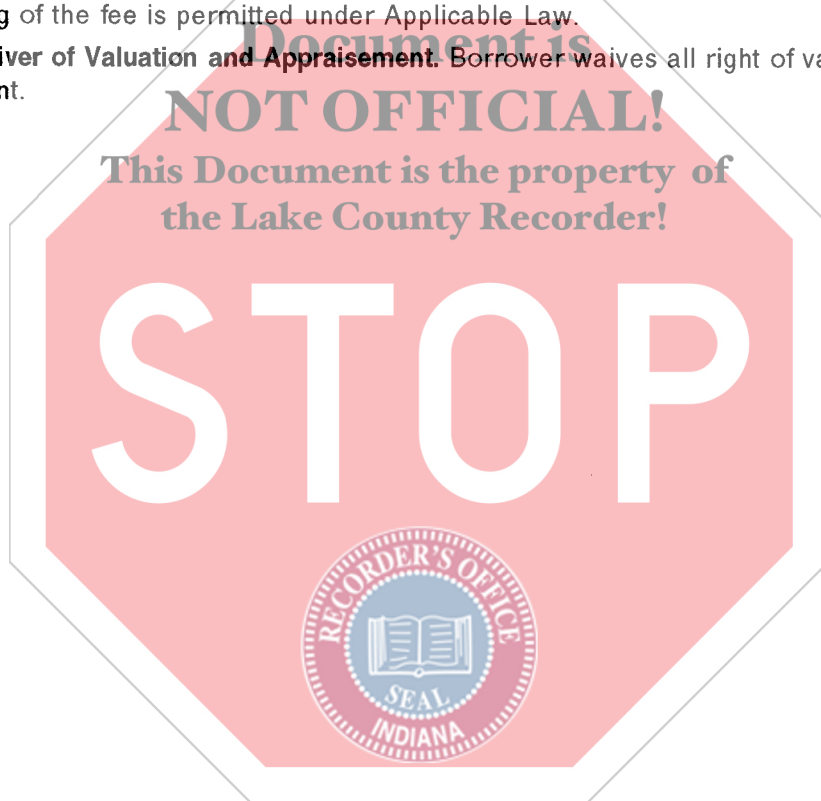 g of the fee is permitted under Applicable Law.
Document is
iver of Valuation and Appraisement. Borrower waives all right of va
nt.
NOT OFFICIAL!
This Document is the property of
the Lake County Recorder!
STOP
RECORDER'S OFFICE
SEAL
INDIANA